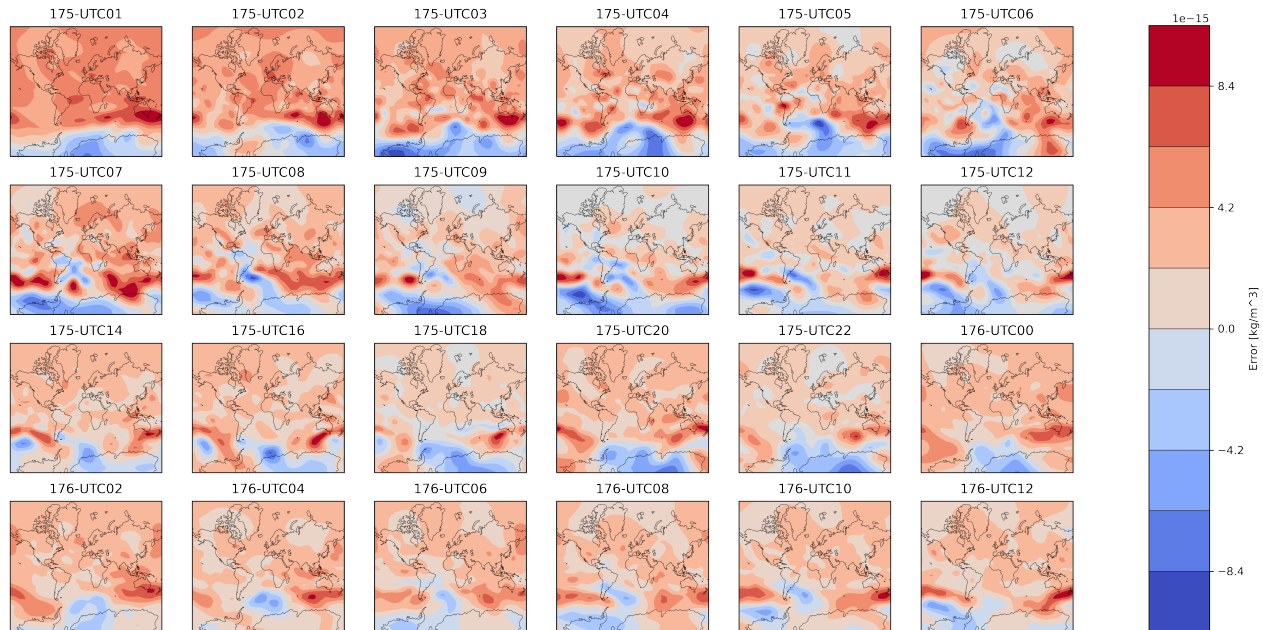 175-UTC01 175-UTC02 175-UTC03 175-UTC04 175-UTC05 175-UTC06
1e−15
8.4
4.2
0.0
−4.2
−8.4
Error [kg/m^3]
175-UTC07 175-UTC08 175-UTC09 175-UTC10 175-UTC11 175-UTC12
175-UTC14 175-UTC16 175-UTC18 175-UTC20 175-UTC22 176-UTC00
176-UTC02 176-UTC04 176-UTC06 176-UTC08 176-UTC10 176-UTC12